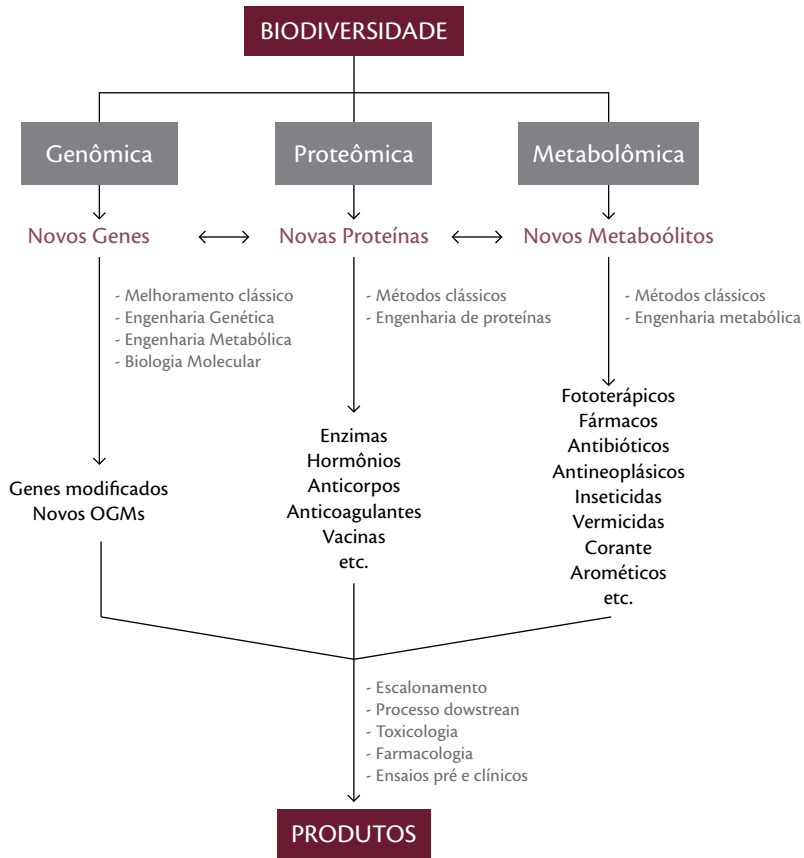 BIODIVERSIDADE
Genômica
Proteômica
Metabolômica
Novos Genes
Novas Proteínas
Novos Metaboólitos
- Melhoramento clássico
- Engenharia Genética
- Engenharia Metabólica
- Biologia Molecular
- Métodos clássicos
- Engenharia de proteínas
- Métodos clássicos
- Engenharia metabólica
Genes modificados
Novos OGMs
Enzimas
Hormônios
Anticorpos
Anticoagulantes
Vacinas
etc.
Fototerápicos
Fármacos
Antibióticos
Antineoplásicos
Inseticidas
Vermicidas
Corante
Arométicos
etc.
- Escalonamento
- Processo dowstrean
- Toxicologia
- Farmacologia
- Ensaios pré e clínicos
PRODUTOS